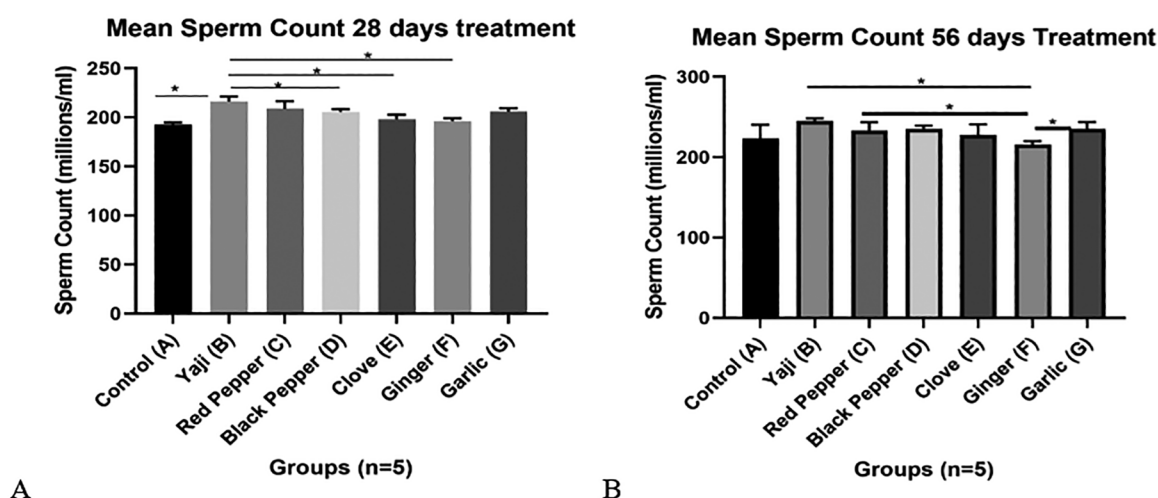 Mean Sperm Count 28 days treatment
*
*
*
*
Sperm Count (millions/ml)
250
200
150
100
50
0
Control (A)
Yaji (B)
Red Pepper (C)
Black Pepper (D)
Clove (E)
Ginger (F)
Garlic (G)
Groups (n=5)
A
Mean Sperm Count 56 days Treatment
*
*
*
Sperm Count (millions/ml)
300
200
100
0
Control (A)
Yaji (B)
Red Pepper (C)
Black Pepper (D)
Clove (E)
Ginger (F)
Garlic (G)
Groups (n=5)
B